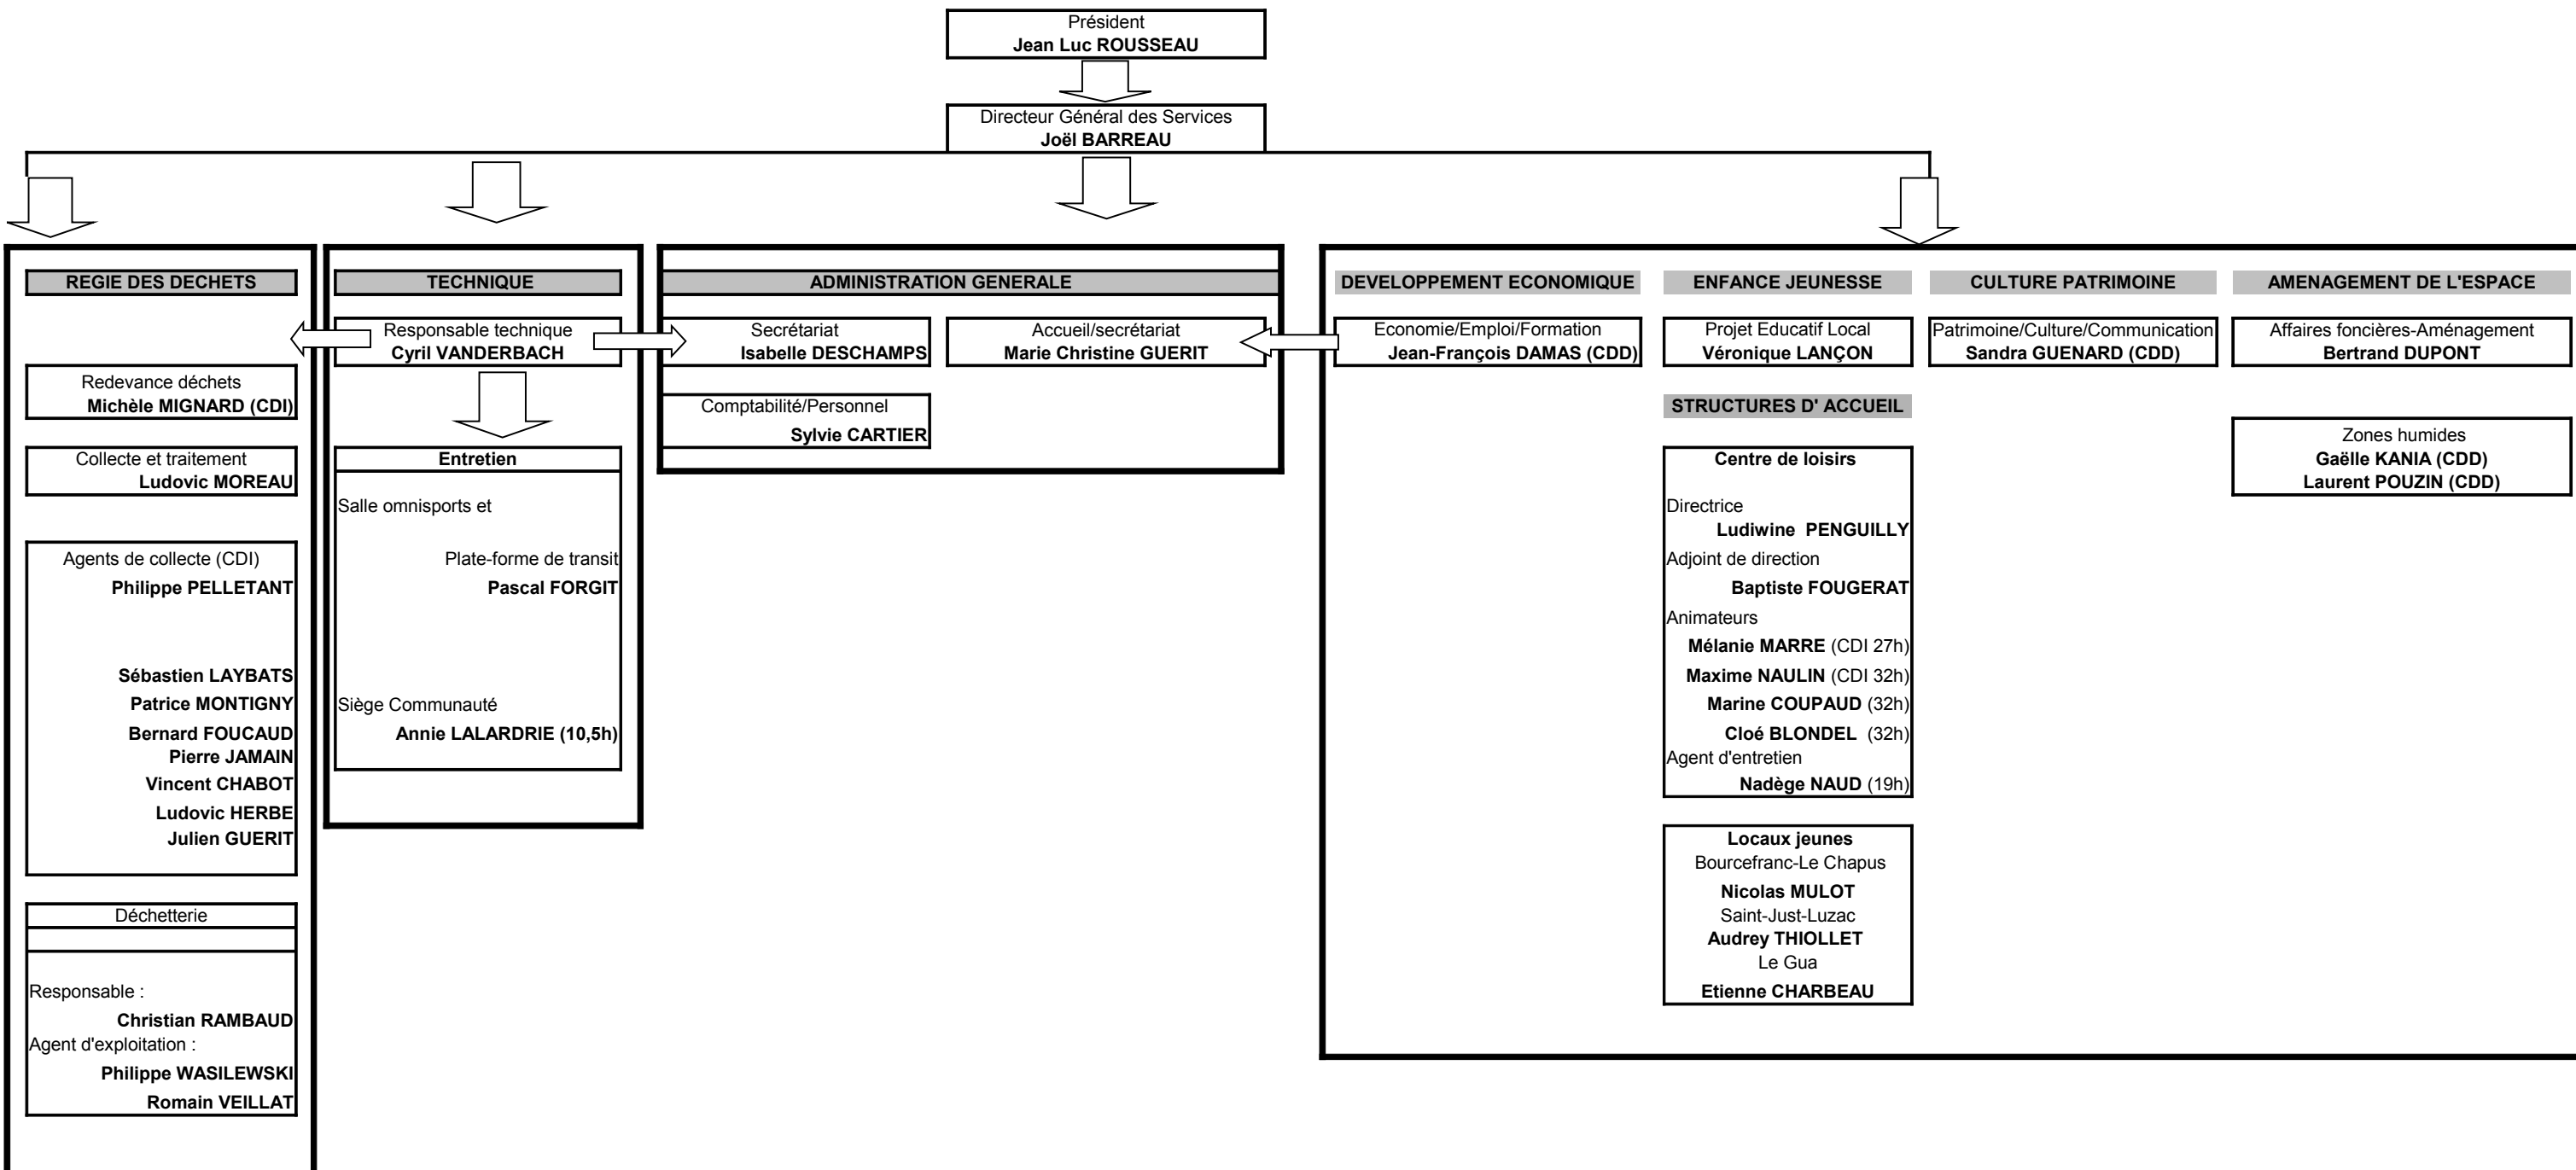 Président
Jean Luc ROUSSEAU
Directeur Général des Services
Joël BARREAU
REGIE DES DECHETS
Redevance déchets
Michèle MIGNARD (CDI)
Collecte et traitement
Ludovic MOREAU
Agents de collecte (CDI)
Philippe PELLETANT
Sébastien LAYBATS
Patrice MONTIGNY
Bernard FOUCAUD
Pierre JAMAIN
Vincent CHABOT
Ludovic HERBE
Julien GUERIT
Déchetterie
Responsable :
Christian RAMBAUD
Agent d'exploitation :
Philippe WASILEWSKI
Romain VEILLAT
TECHNIQUE
Responsable technique
Cyril VANDERBACH
Entretien
Salle omnisports et
Plate-forme de transit
Pascal FORGIT
Siège Communauté
Annie LALARDRIE (10,5h)
ADMINISTRATION GENERALE
Secrétariat
Isabelle DESCHAMPS
Accueil/secrétariat
Marie Christine GUERIT
Comptabilité/Personnel
Sylvie CARTIER
DEVELOPPEMENT ECONOMIQUE
Economie/Emploi/Formation
Jean-François DAMAS (CDD)
ENFANCE JEUNESSE
Projet Educatif Local
Véronique LANÇON
STRUCTURES D' ACCUEIL
Centre de loisirs
Directrice
Ludiwine PENGUILLY
Adjoint de direction
Baptiste FOUGERAT
Animateurs
Mélanie MARRE (CDI 27h)
Maxime NAULIN (CDI 32h)
Marine COUPAUD (32h)
Cloé BLONDEL (32h)
Agent d'entretien
Nadège NAUD (19h)
Locaux jeunes
Bourcefranc-Le Chapus
Nicolas MULOT
Saint-Just-Luzac
Audrey THIOLLET
Le Gua
Etienne CHARBEAU
CULTURE PATRIMOINE
Patrimoine/Culture/Communication
Sandra GUENARD (CDD)
AMENAGEMENT DE L'ESPACE
Affaires foncières-Aménagement
Bertrand DUPONT
Zones humides
Gaëlle KANIA (CDD)
Laurent POUZIN (CDD)